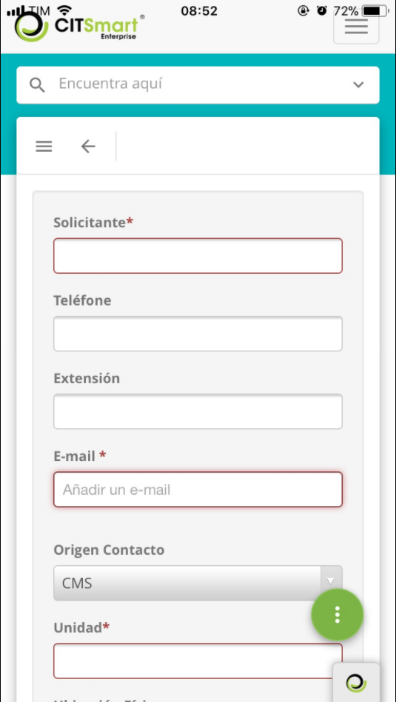 TIM 08:52 72%
CITSmart®
Enterprise
Encuentra aquí
Solicitante*
Teléfone
Extensión
E-mail *
Añadir un e-mail
Origen Contacto
CMS
Unidad*